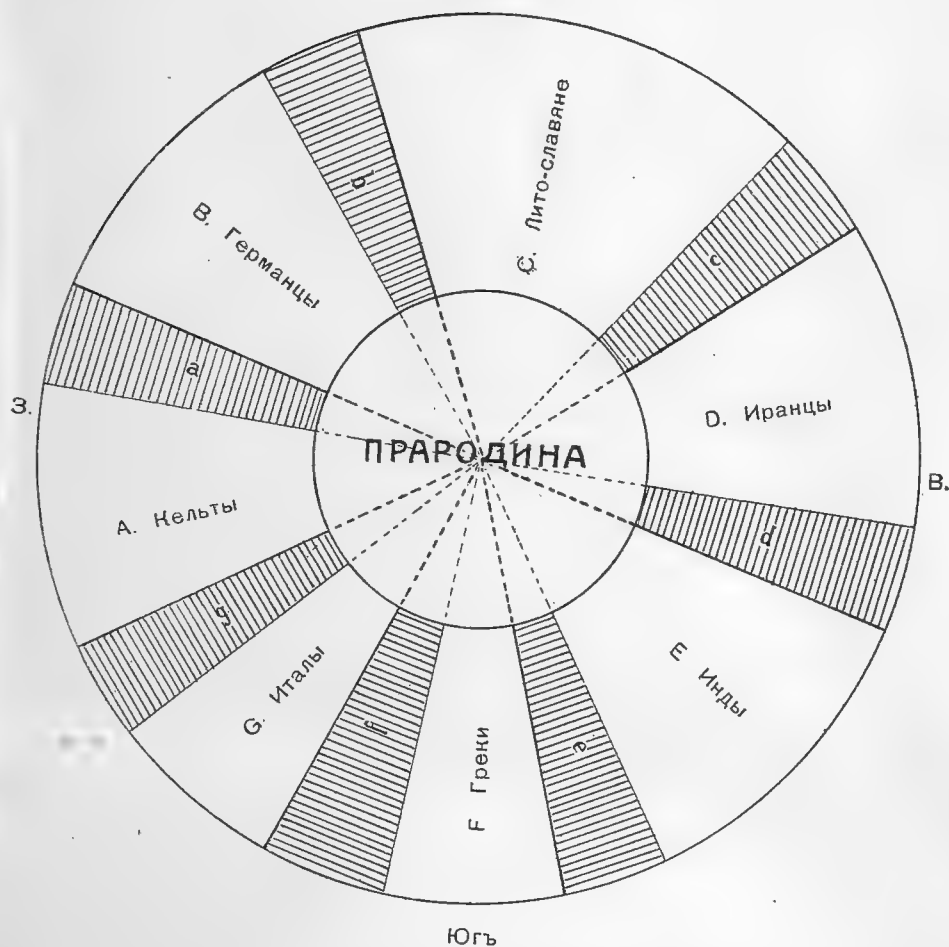 b
C. Лито-славяне
B. Германцы
c
a
З.
D. Иранцы
ПРАРОДИНА
В.
A. Кельты
d
g
E Инды
G. Италы
f
F Греки
e
Югъ